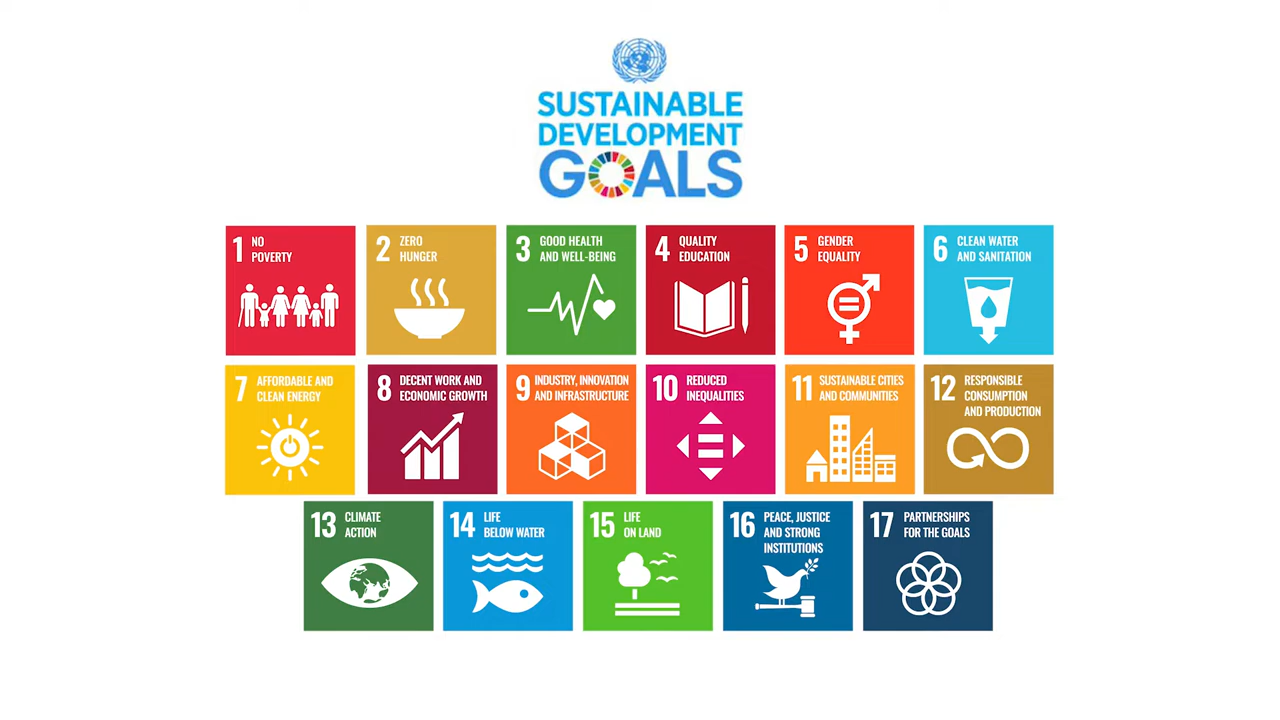 SUSTAINABLE
DEVELOPMENT
GOALS
1 NO
POVERTY
2 ZERO
HUNGER
3 GOOD HEALTH
AND WELL-BEING
4 QUALITY
EDUCATION
5 GENDER
EQUALITY
6 CLEAN WATER
AND SANITATION
7 AFFORDABLE AND
CLEAN ENERGY
8 DECENT WORK AND
ECONOMIC GROWTH
9 INDUSTRY, INNOVATION
AND INFRASTRUCTURE
10 REDUCED
INEQUALITIES
11 SUSTAINABLE CITIES
AND COMMUNITIES
12 RESPONSIBLE
CONSUMPTION
AND PRODUCTION
13 CLIMATE
ACTION
14 LIFE
BELOW WATER
15 LIFE
ON LAND
16 PEACE, JUSTICE
AND STRONG
INSTITUTIONS
17 PARTNERSHIPS
FOR THE GOALS